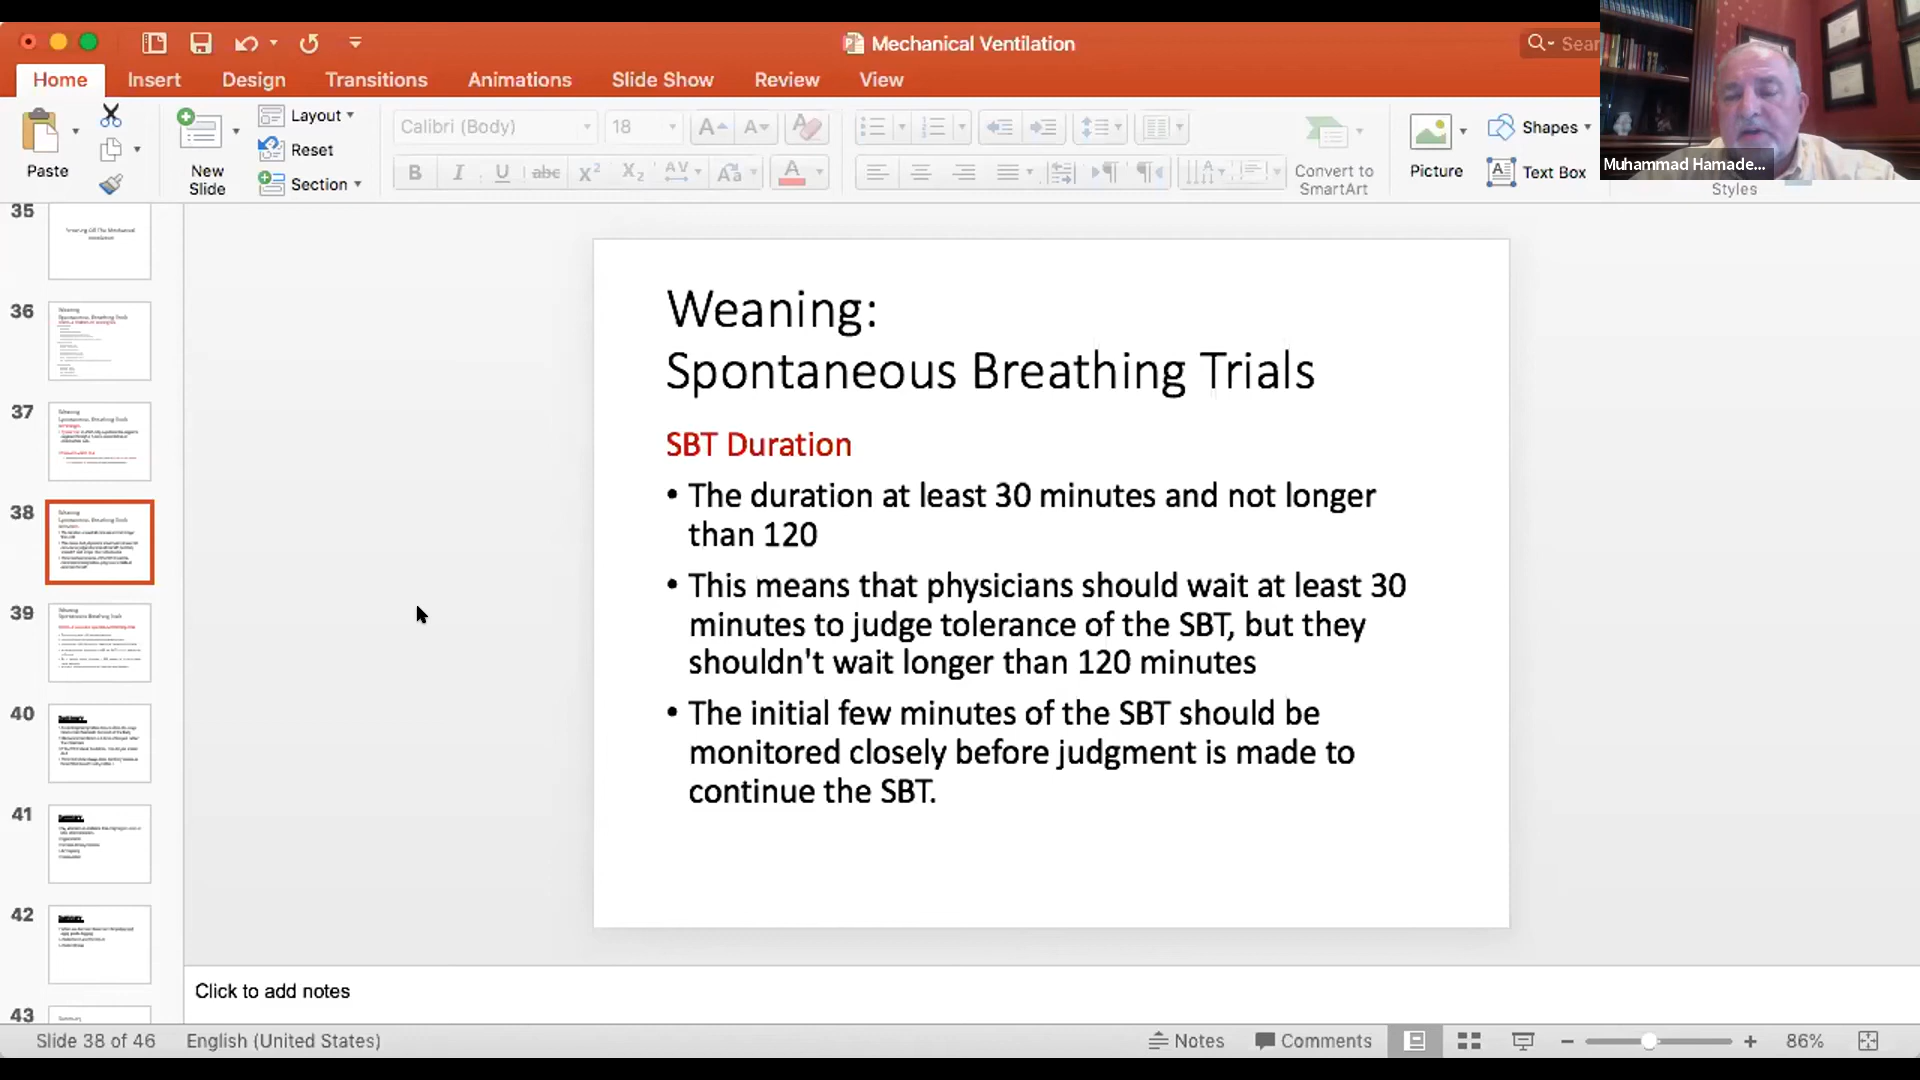 Mechanical Ventilation
Sear
Home Insert Design Transitions Animations Slide Show Review View
Paste
New Slide
Layout
Reset
Section
Calibri (Body) 18
Convert to SmartArt
Picture
Shapes
Text Box
Styles
Muhammad Hamade...
35
36
37
38
39
40
41
42
43
Weaning:
Spontaneous Breathing Trials
SBT Duration
• The duration at least 30 minutes and not longer
than 120
• This means that physicians should wait at least 30
minutes to judge tolerance of the SBT, but they
shouldn't wait longer than 120 minutes
• The initial few minutes of the SBT should be
monitored closely before judgment is made to
continue the SBT.
Click to add notes
Slide 38 of 46 English (United States) Notes Comments 86%